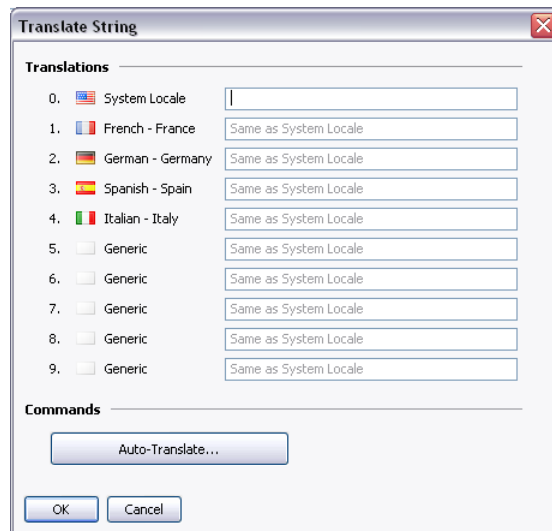 Translate String
Translations
0. System Locale
1. French - France Same as System Locale
2. German - Germany Same as System Locale
3. Spanish - Spain Same as System Locale
4. Italian - Italy Same as System Locale
5. Generic Same as System Locale
6. Generic Same as System Locale
7. Generic Same as System Locale
8. Generic Same as System Locale
9. Generic Same as System Locale
Commands
Auto-Translate...
OK Cancel